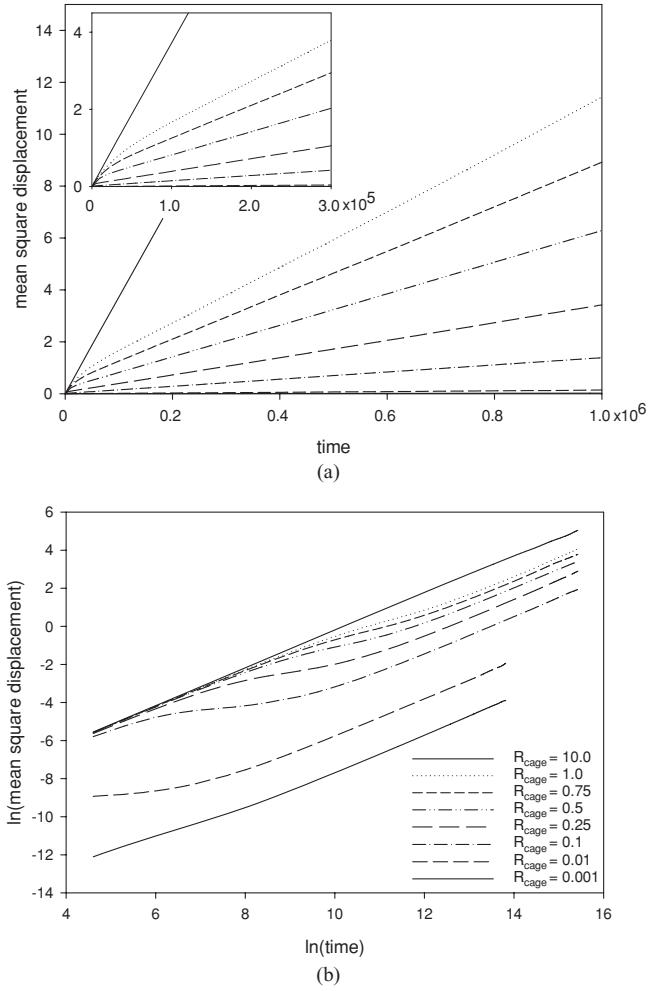 mean square displacement
14
12
10
8
6
4
2
0
4
2
0
0
1.0
2.0
3.0 x10⁵
0
0.2
0.4
0.6
0.8
1.0 x10⁶
time
(a)
ln(mean square displacement)
6
4
2
0
-2
-4
-6
-8
-10
-12
-14
R_cage = 10.0
R_cage = 1.0
R_cage = 0.75
R_cage = 0.5
R_cage = 0.25
R_cage = 0.1
R_cage = 0.01
R_cage = 0.001
4
6
8
10
12
14
16
ln(time)
(b)